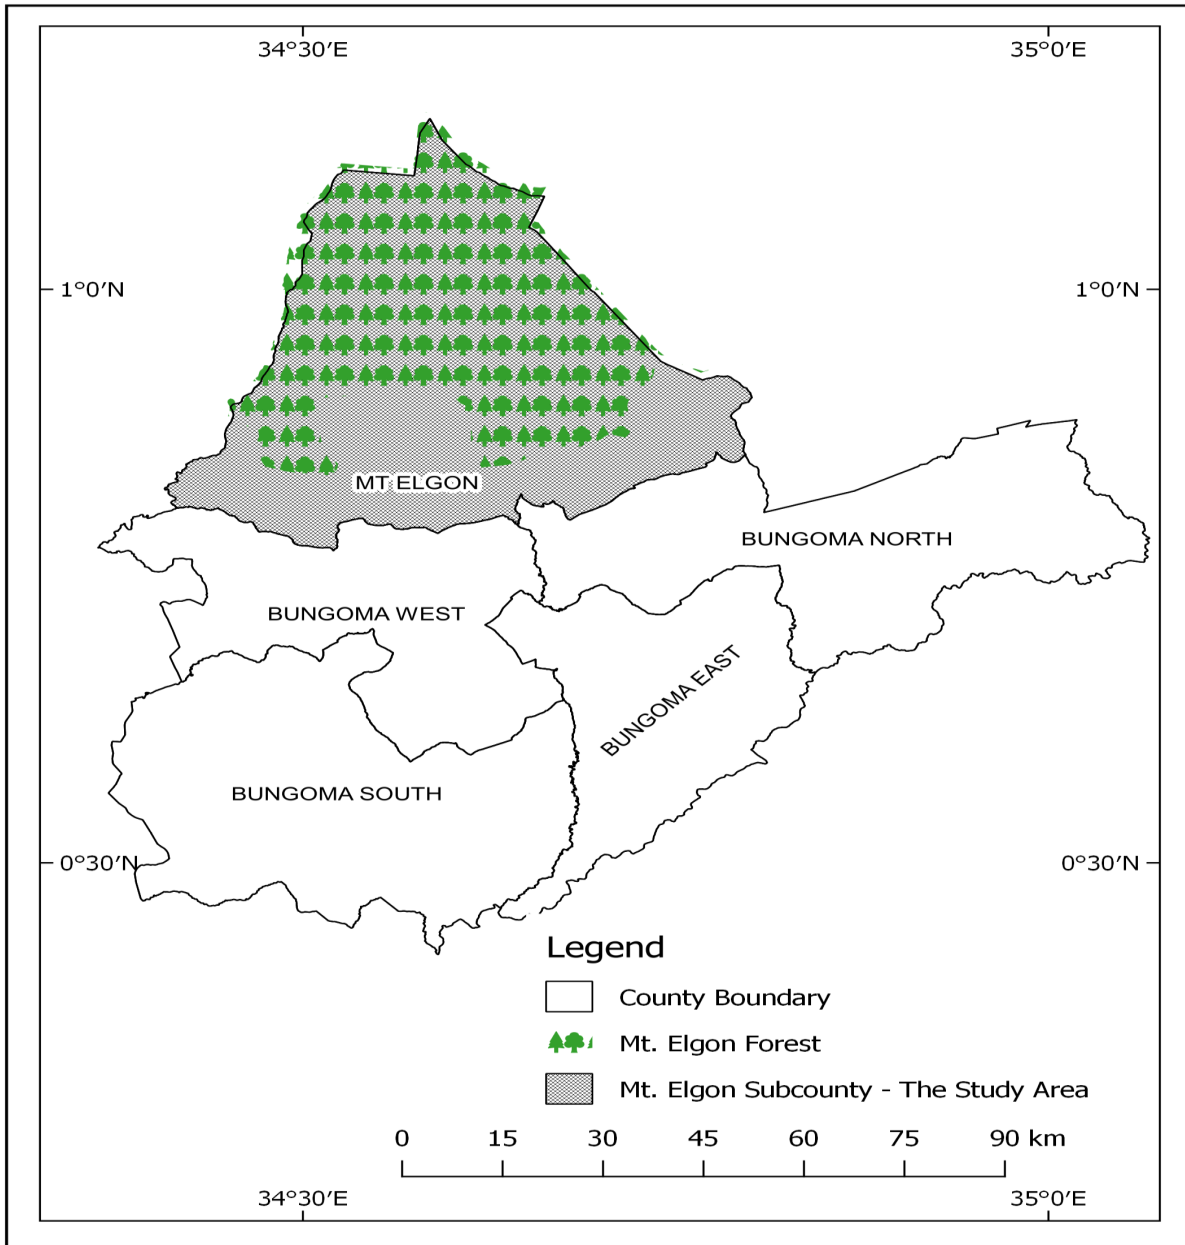 34°30′E 35°0′E
1°0′N 1°0′N
MT ELGON
BUNGOMA NORTH
BUNGOMA WEST
BUNGOMA EAST
BUNGOMA SOUTH
0°30′N 0°30′N
Legend
County Boundary
Mt. Elgon Forest
Mt. Elgon Subcounty - The Study Area
0 15 30 45 60 75 90 km
34°30′E 35°0′E